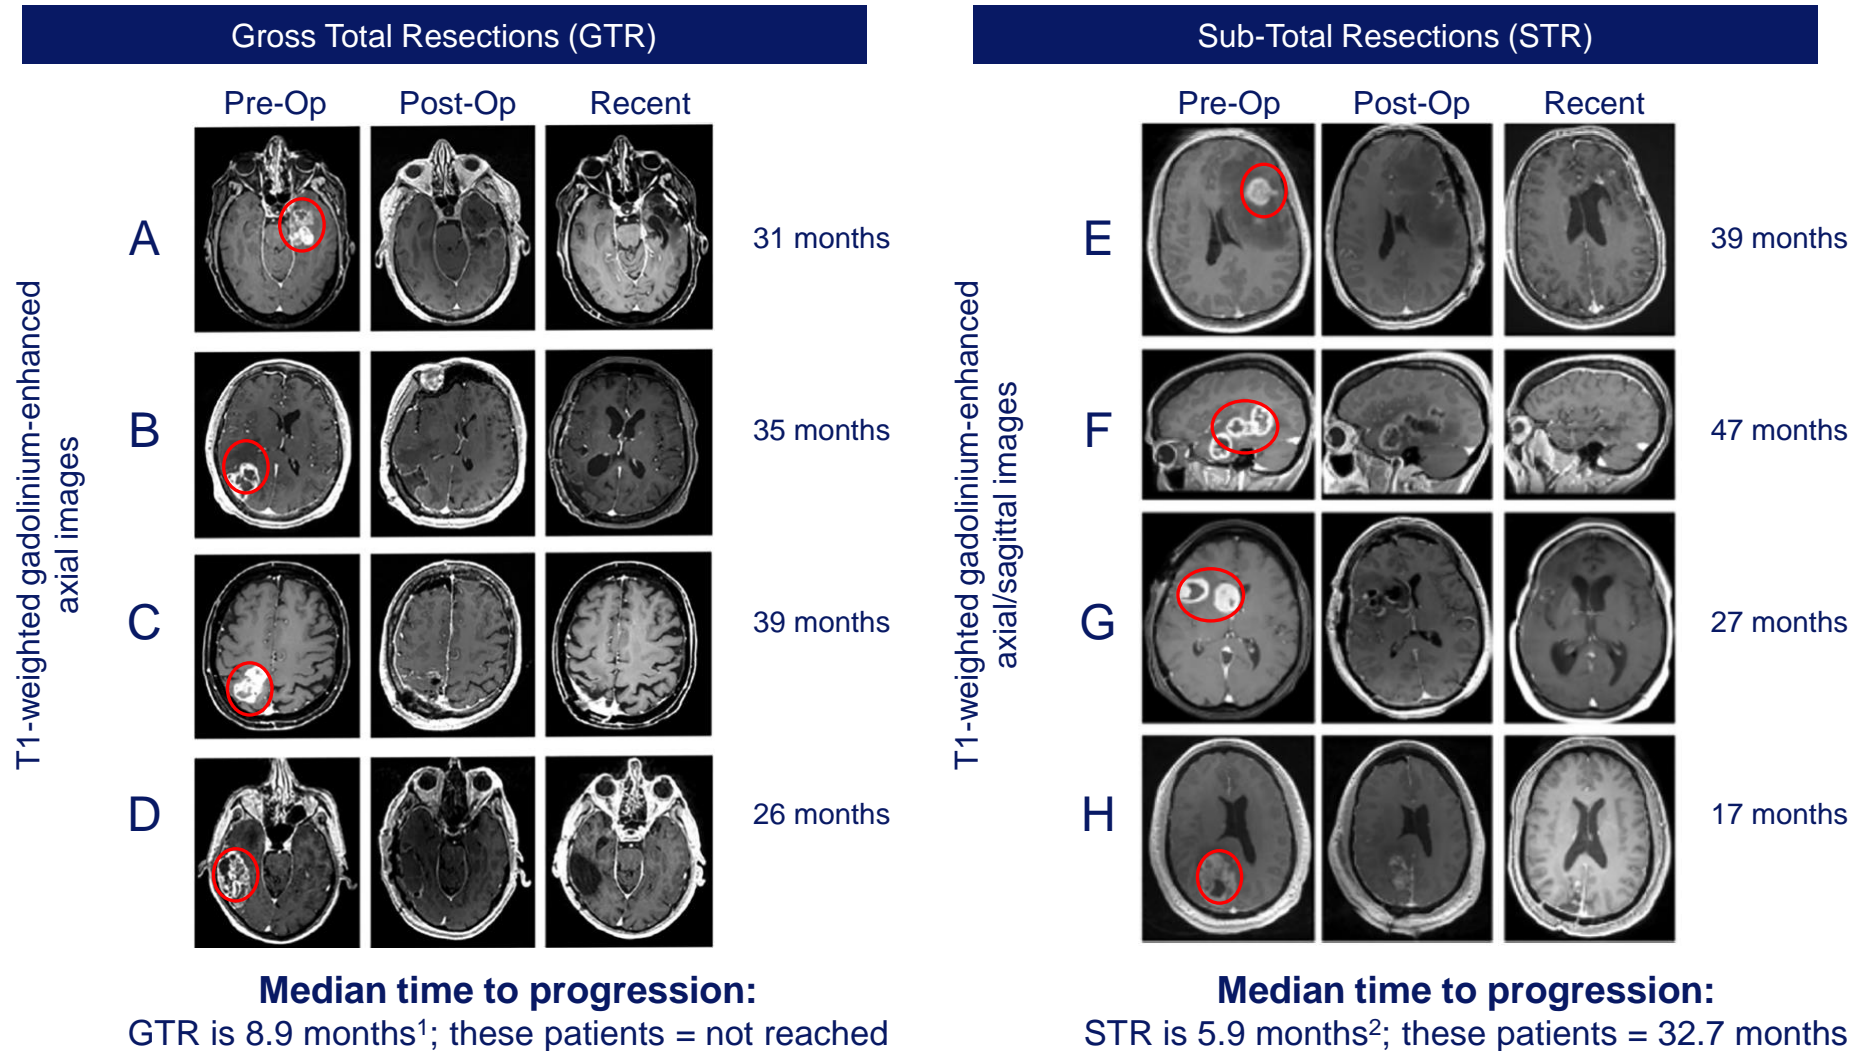 Gross Total Resections (GTR)
Pre-Op Post-Op Recent
T1-weighted gadolinium-enhanced
axial images
A 31 months
B 35 months
C 39 months
D 26 months
Median time to progression:
GTR is 8.9 months¹; these patients = not reached
Sub-Total Resections (STR)
Pre-Op Post-Op Recent
T1-weighted gadolinium-enhanced
axial/sagittal images
E 39 months
F 47 months
G 27 months
H 17 months
Median time to progression:
STR is 5.9 months²; these patients = 32.7 months